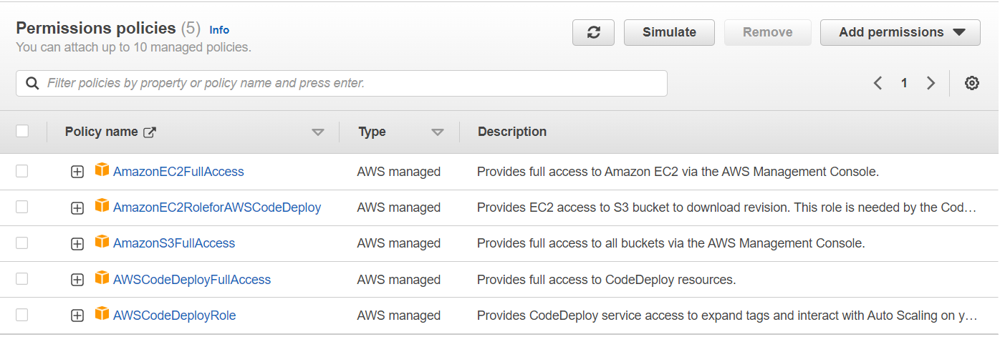 Permissions policies (5) Info
You can attach up to 10 managed policies.
Simulate
Remove
Add permissions
Filter policies by property or policy name and press enter.
1
Policy name Type Description
AmazonEC2FullAccess AWS managed Provides full access to Amazon EC2 via the AWS Management Console.
AmazonEC2RoleforAWSCodeDeploy AWS managed Provides EC2 access to S3 bucket to download revision. This role is needed by the Cod…
AmazonS3FullAccess AWS managed Provides full access to all buckets via the AWS Management Console.
AWSCodeDeployFullAccess AWS managed Provides full access to CodeDeploy resources.
AWSCodeDeployRole AWS managed Provides CodeDeploy service access to expand tags and interact with Auto Scaling on y…